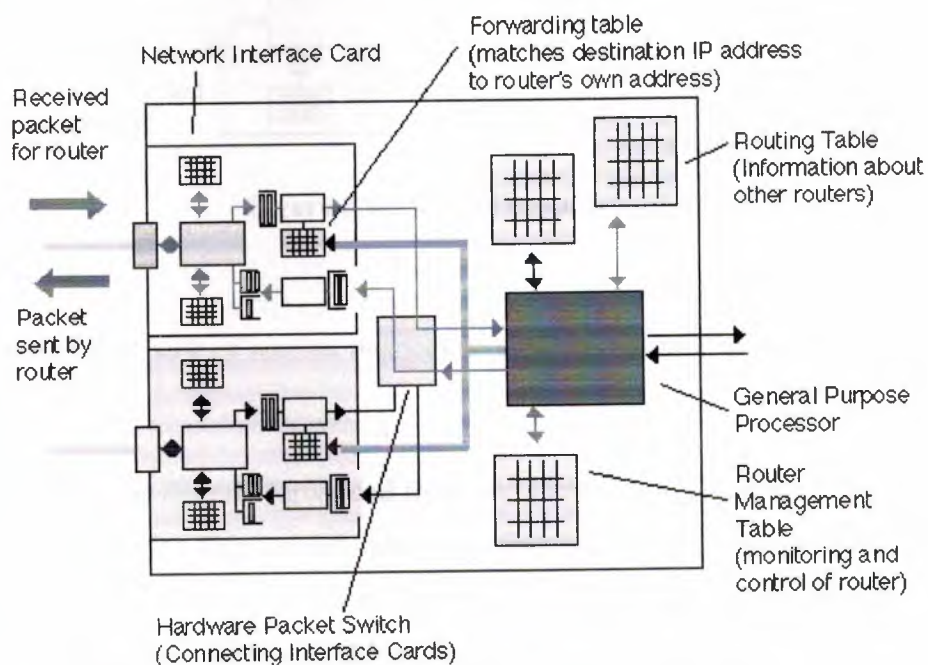 Forwarding table
(matches destination IP address
to router's own address)
Network Interface Card
Received
packet
for router
Routing Table
(Information about
other routers)
Packet
sent by
router
General Purpose
Processor
Router
Management
Table
(monitoring and
control of router)
Hardware Packet Switch
(Connecting Interface Cards)